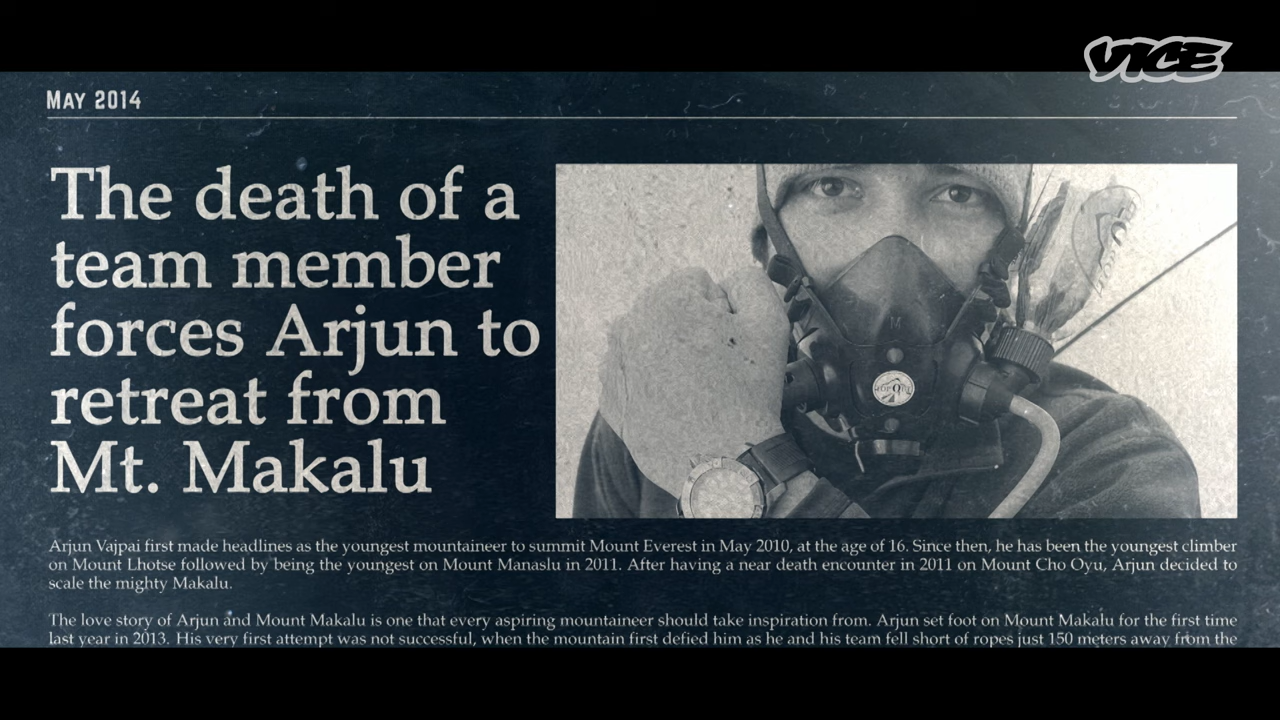 VICE
MAY 2014
The death of a
team member
forces Arjun to
retreat from
Mt. Makalu
Arjun Vajpai first made headlines as the youngest mountaineer to summit Mount Everest in May 2010, at the age of 16. Since then, he has been the youngest climber
on Mount Lhotse followed by being the youngest on Mount Manaslu in 2011. After having a near death encounter in 2011 on Mount Cho Oyu, Arjun decided to
scale the mighty Makalu.
The love story of Arjun and Mount Makalu is one that every aspiring mountaineer should take inspiration from. Arjun set foot on Mount Makalu for the first time
last year in 2013. His very first attempt was not successful, when the mountain first defied him as he and his team fell short of ropes just 150 meters away from the